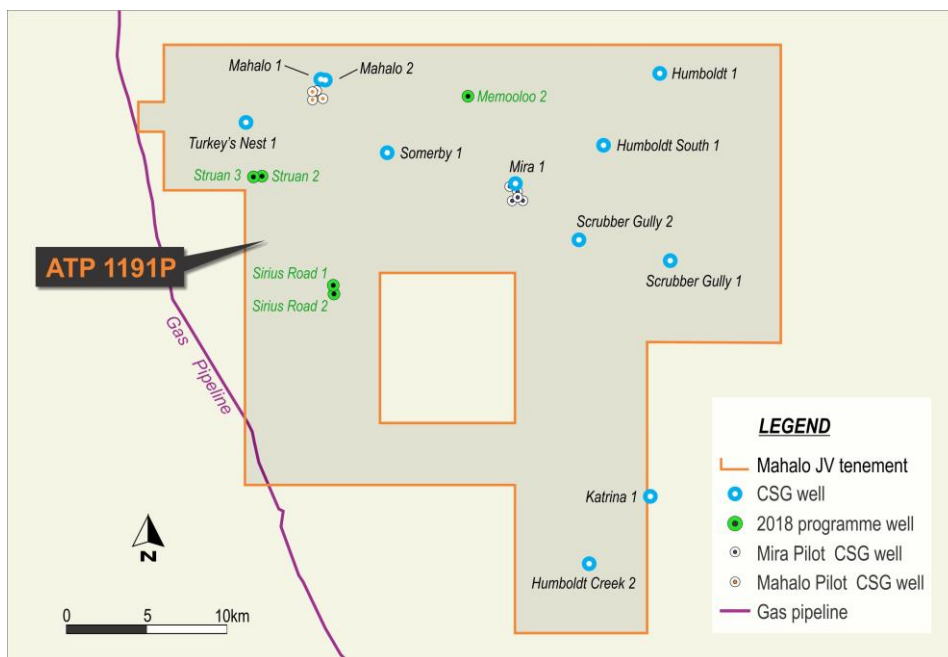 Mahalo 1
Mahalo 2
Humboldt 1
Memooloo 2
Turkey's Nest 1
Somerby 1
Humboldt South 1
Mira 1
Struan 3
Struan 2
Scrubber Gully 2
ATP 1191P
Scrubber Gully 1
Sirius Road 1
Sirius Road 2
Gas Pipeline
LEGEND
Mahalo JV tenement
CSG well
2018 programme well
Mira Pilot CSG well
Mahalo Pilot CSG well
Gas pipeline
Katrina 1
Humboldt Creek 2
N
0 5 10km